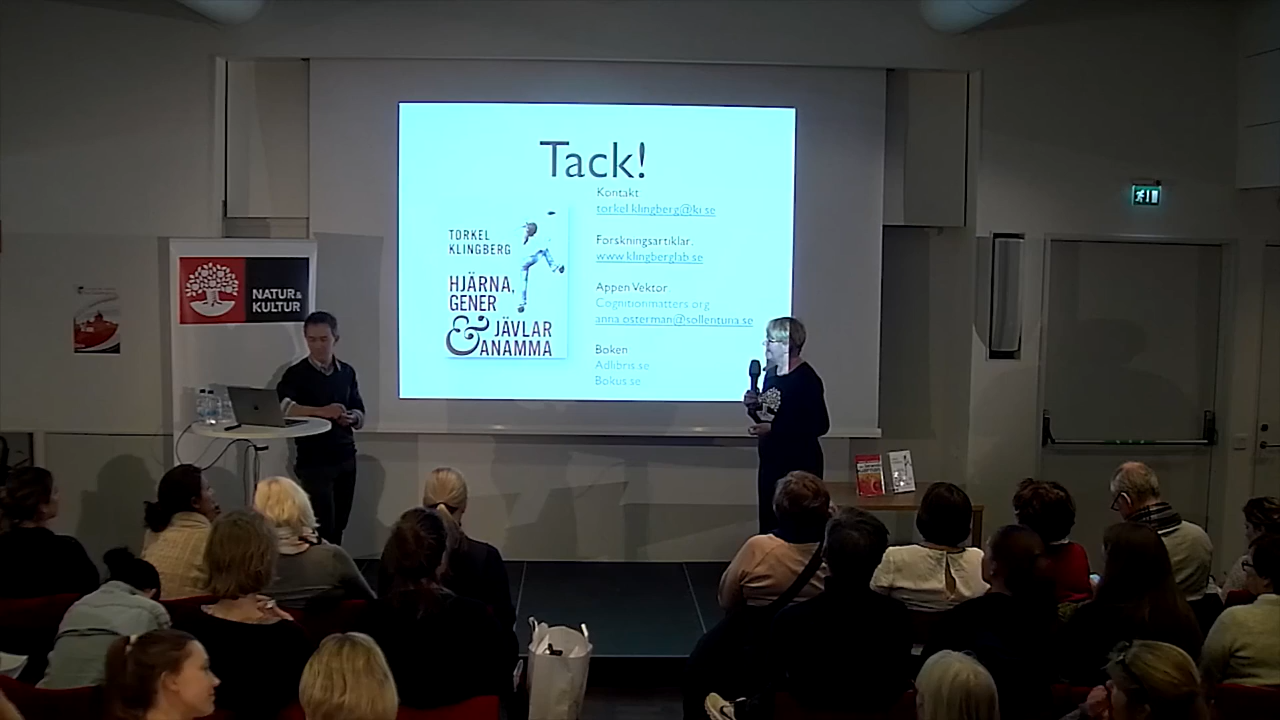 Tack!
Kontakt
torkel.klingberg@ki.se
Forskningsartiklar:
www.klingberglab.se
Appen Vektor:
Cognitionmatters.org
anna.osterman@sollentuna.se
Boken
Adlibris.se
Bokus.se
TORKEL
KLINGBERG
HJÄRNA,
GENER
& JÄVLAR
ANAMMA
NATUR &
KULTUR